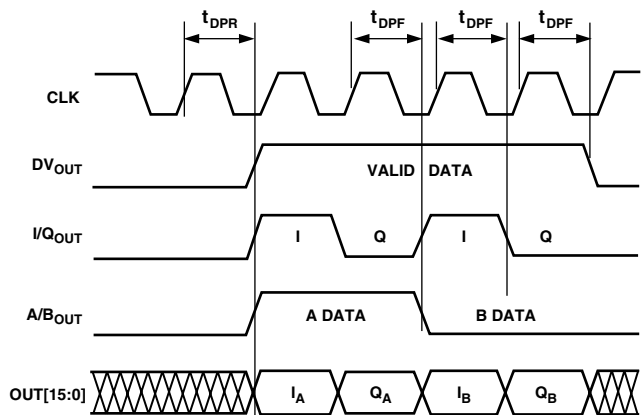 tDPR tDPF tDPF tDPF
CLK
DVOUT VALID DATA
I/QOUT I Q I Q
A/BOUT A DATA B DATA
OUT[15:0] IA QA IB QB